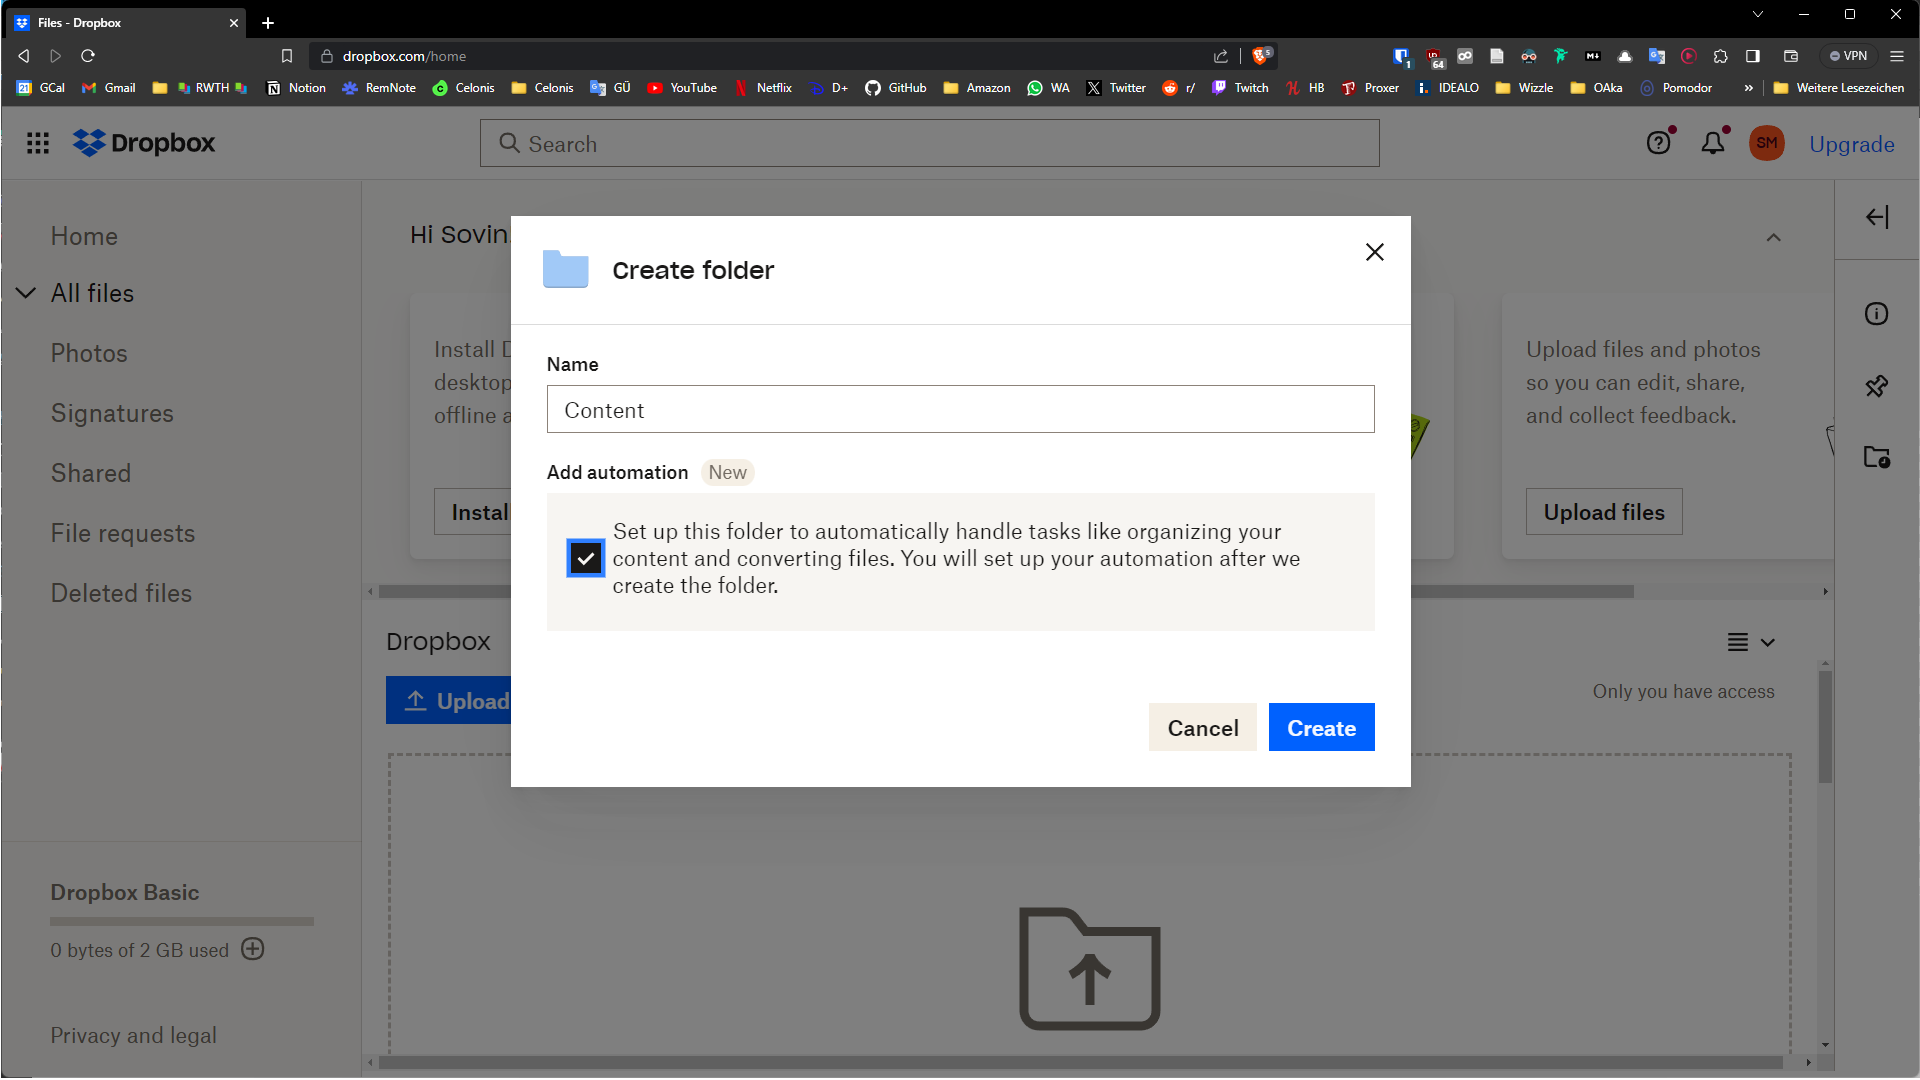 Files - Dropbox
dropbox.com/home
1
64
5
VPN
GCal
Gmail
RWTH
Notion
RemNote
Celonis
Celonis
GÜ
YouTube
Netflix
D+
GitHub
Amazon
WA
Twitter
r/
Twitch
HB
Proxer
IDEALO
Wizzle
OAka
Pomodor
»
Weitere Lesezeichen
Dropbox
Search
SM
Upgrade
Home
All files
Photos
Signatures
Shared
File requests
Deleted files
Dropbox Basic
0 bytes of 2 GB used
Privacy and legal
Hi Sovin
Install D
desktop
offline a
Instal
Upload files and photos
so you can edit, share,
and collect feedback.
Upload files
Dropbox
Upload
Only you have access
Create folder
Name
Content
Add automation New
Set up this folder to automatically handle tasks like organizing your
content and converting files. You will set up your automation after we
create the folder.
Cancel
Create